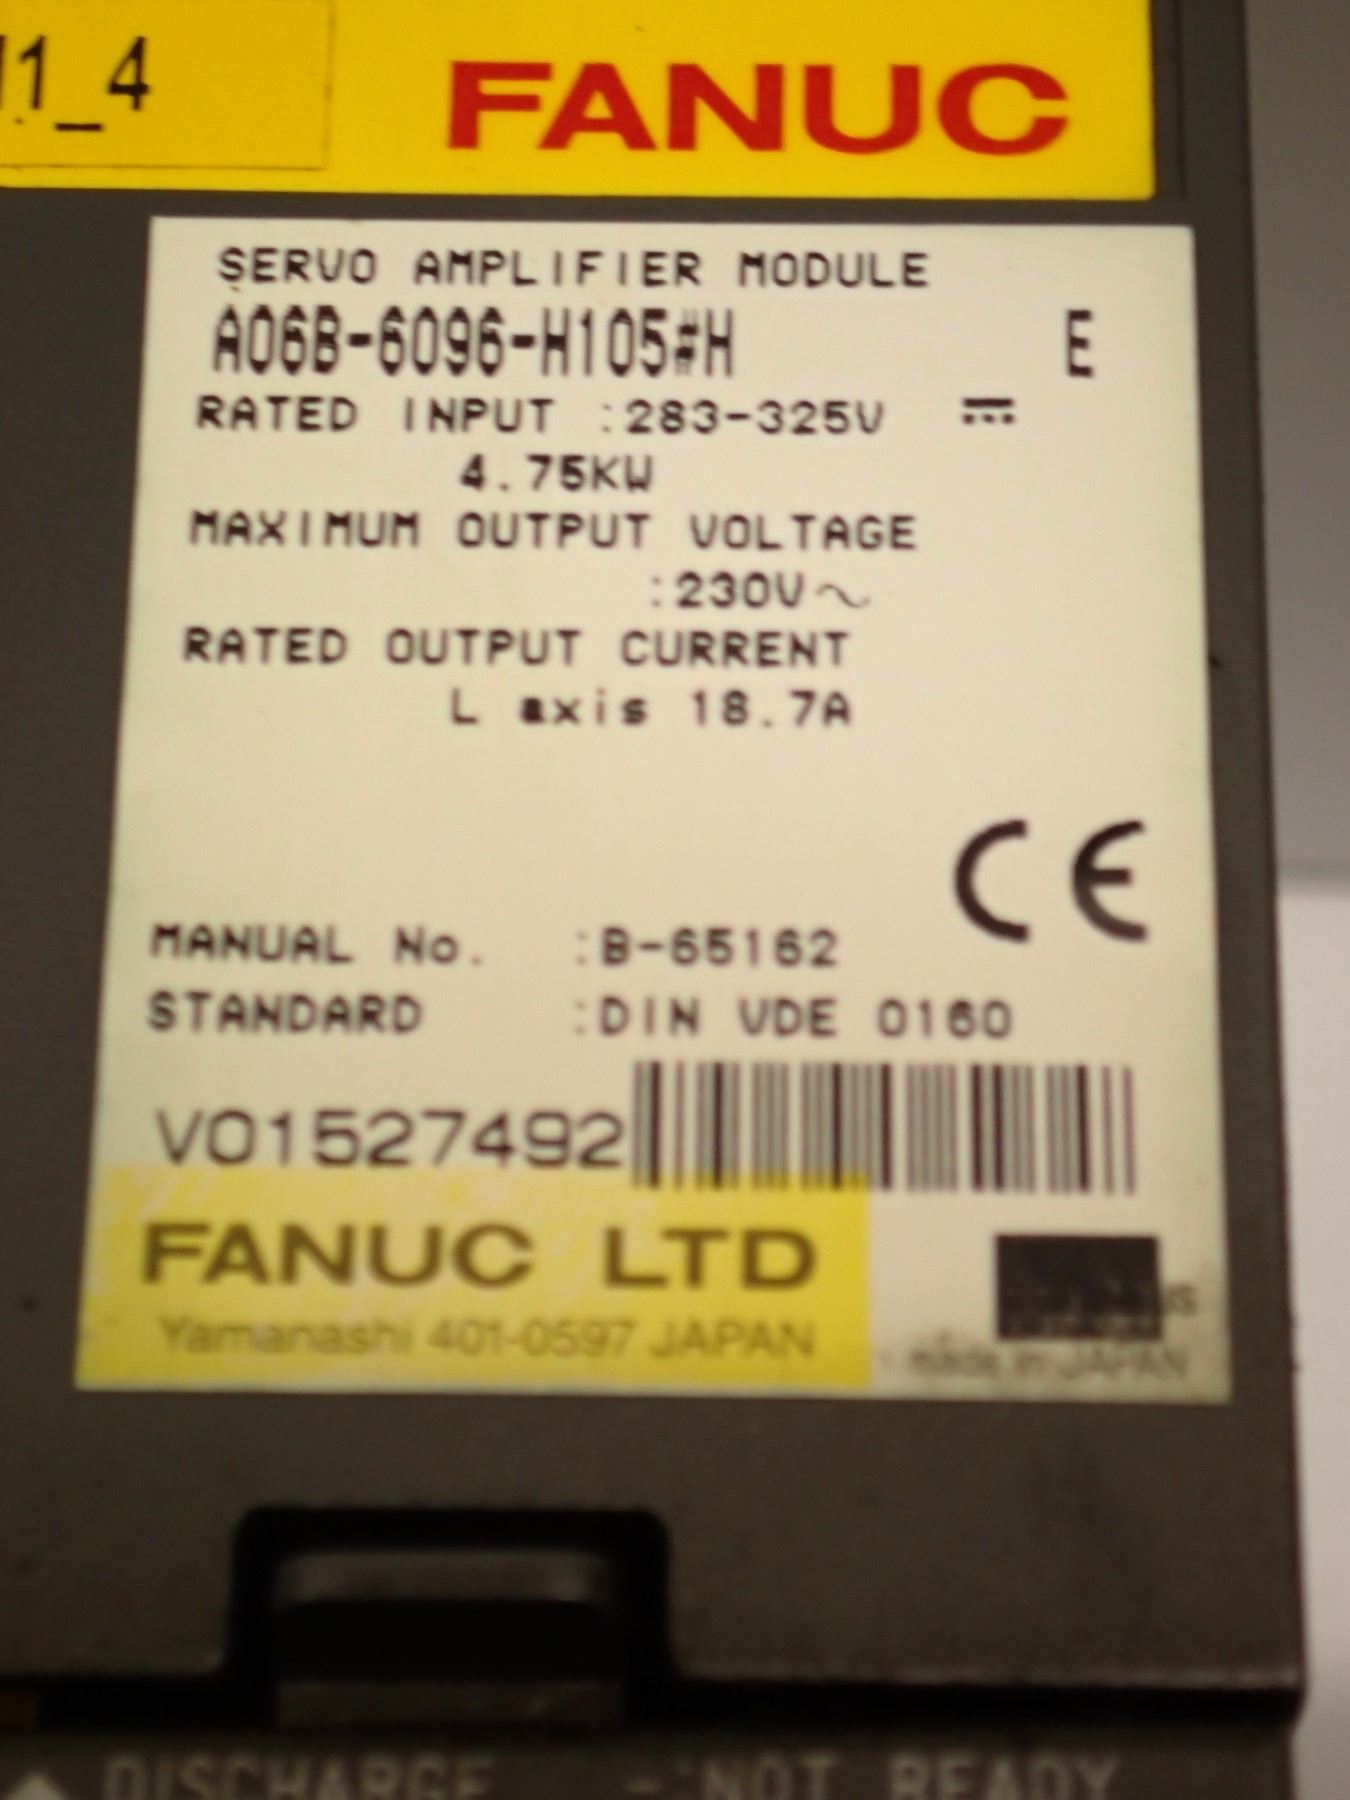 1_4
FANUC
SERVO AMPLIFIER MODULE
A06B-6096-H105#H E
RATED INPUT :283-325V ⎓
4.75KW
MAXIMUM OUTPUT VOLTAGE
:230V~
RATED OUTPUT CURRENT
L axis 18.7A
CE
MANUAL No. :B-65162
STANDARD :DIN VDE 0160
V01527492
FANUC LTD
Yamanashi 401-0597 JAPAN
made in JAPAN
DISCHARGE -:NOT READY